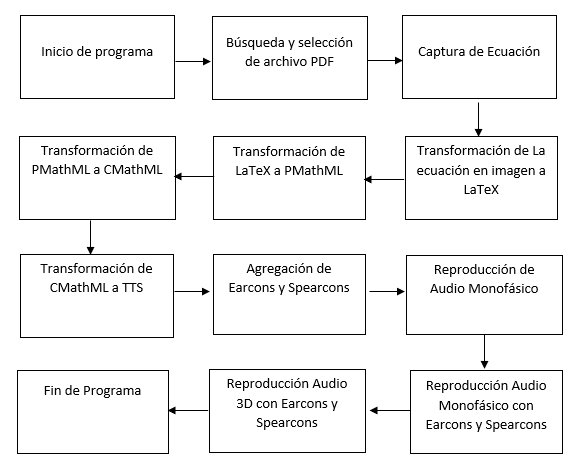 Inicio de programa
Búsqueda y selección
de archivo PDF
Captura de Ecuación
Transformación de La
ecuación en imagen a
LaTeX
Transformación de
LaTeX a PMathML
Transformación de
PMathML a CMathML
Transformación de
CMathML a TTS
Agregación de
Earcons y Spearcons
Reproducción de
Audio Monofásico
Reproducción Audio
Monofásico con
Earcons y Spearcons
Reproducción Audio
3D con Earcons y
Spearcons
Fin de Programa